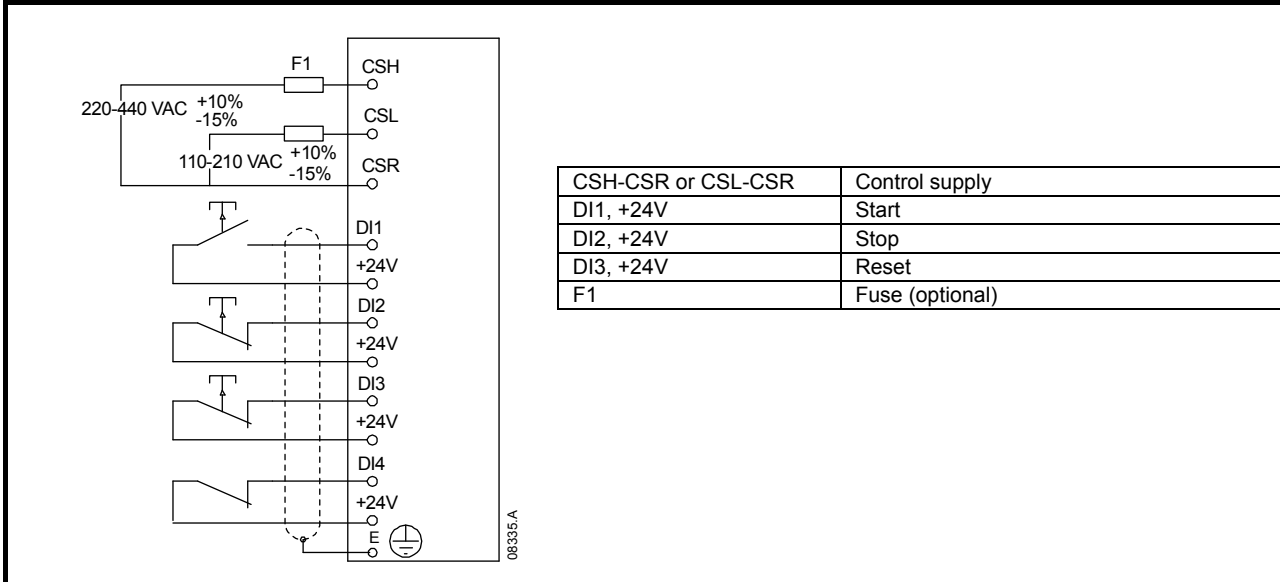 F1
CSH
220-440 VAC +10%
-15%
CSL
110-210 VAC +10%
-15%
CSR
DI1
+24V
DI2
+24V
DI3
+24V
DI4
+24V
E
08335.A
CSH-CSR or CSL-CSR Control supply
DI1, +24V Start
DI2, +24V Stop
DI3, +24V Reset
F1 Fuse (optional)